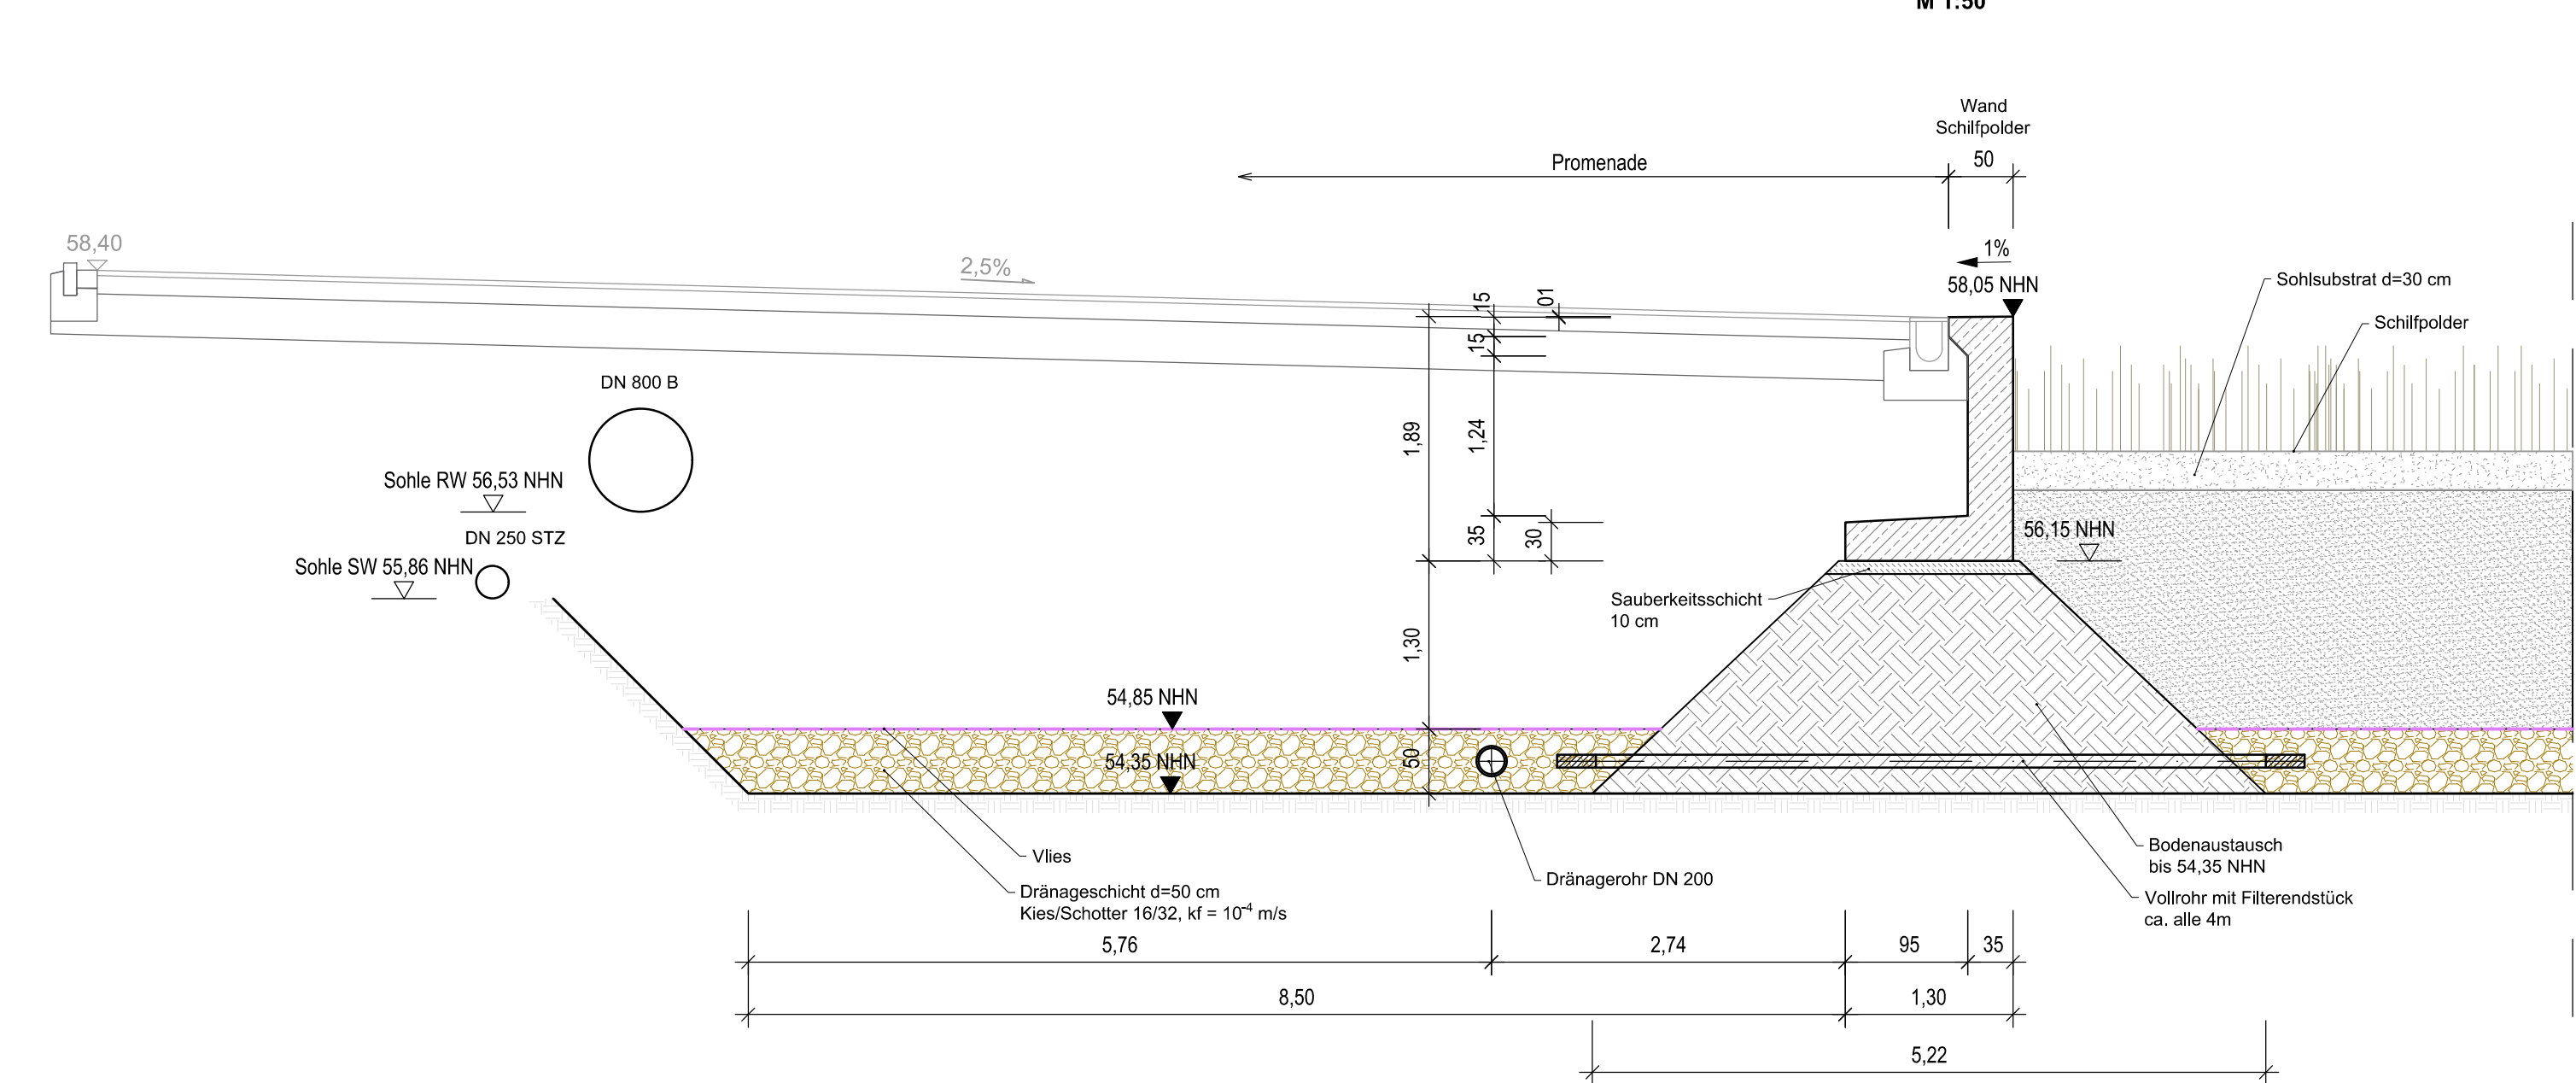 M 1:50
Wand
Schilfpolder
Promenade
50
58,40
2,5%
1%
58,05 NHN
Sohlsubstrat d=30 cm
Schilfpolder
15
01
15
DN 800 B
1,89
1,24
Sohle RW 56,53 NHN
DN 250 STZ
35
30
56,15 NHN
Sohle SW 55,86 NHN
Sauberkeitsschicht
10 cm
1,30
54,85 NHN
50
54,35 NHN
Vlies
Dränageschicht d=50 cm
Kies/Schotter 16/32, kf = 10⁻⁴ m/s
Dränagerohr DN 200
Bodenaustausch
bis 54,35 NHN
Vollrohr mit Filterendstück
ca. alle 4m
5,76
2,74
95
35
8,50
1,30
5,22